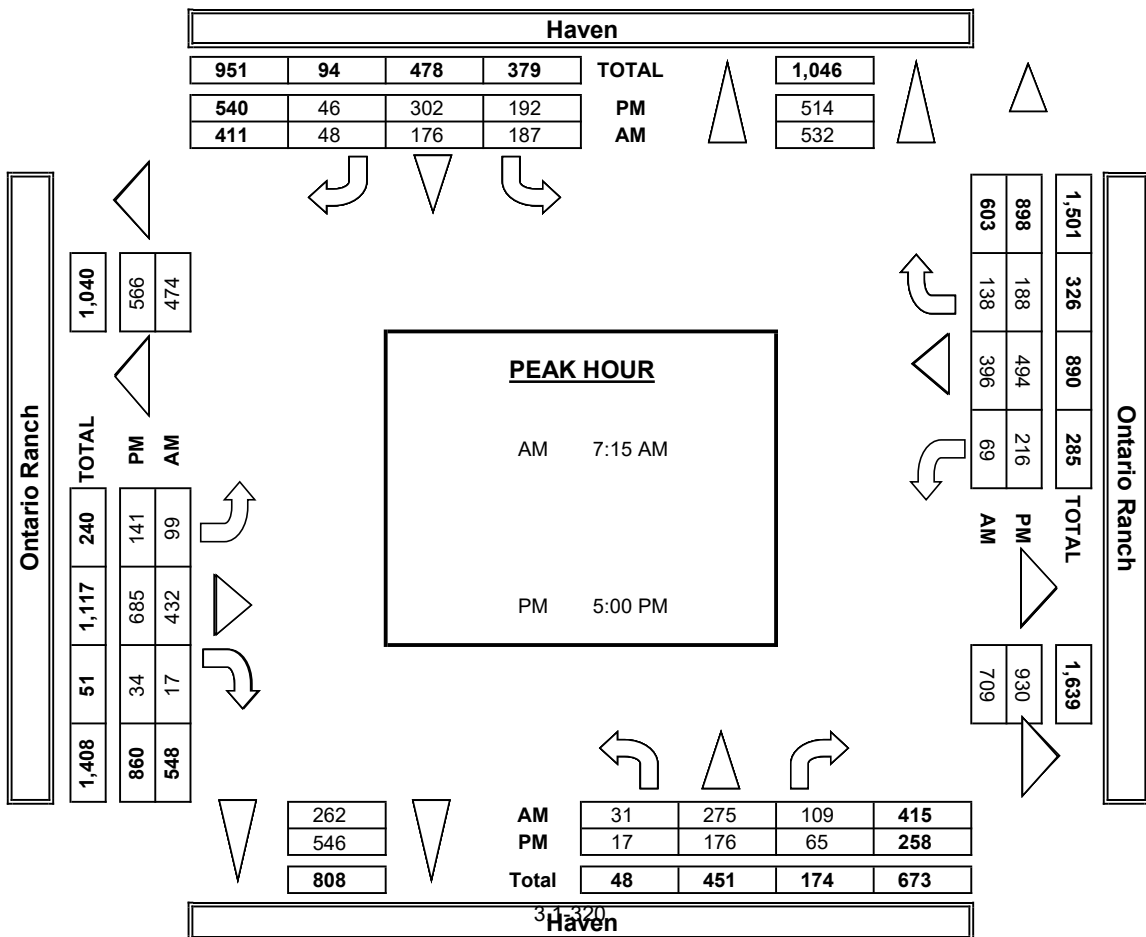 Haven
951 94 478 379 TOTAL 1,046
540 46 302 192 PM 514
411 48 176 187 AM 532
Ontario Ranch
1,040
566
474
TOTAL 240 1,117 51 1,408
PM 141 685 34 860
AM 99 432 17 548
PEAK HOUR
AM 7:15 AM
PM 5:00 PM
1,501 326 890 285 TOTAL
898 188 494 216 PM
603 138 396 69 AM
1,639
930
709
Ontario Ranch
262 AM 31 275 109 415
546 PM 17 176 65 258
808 Total 48 451 174 673
3.1-320
Haven